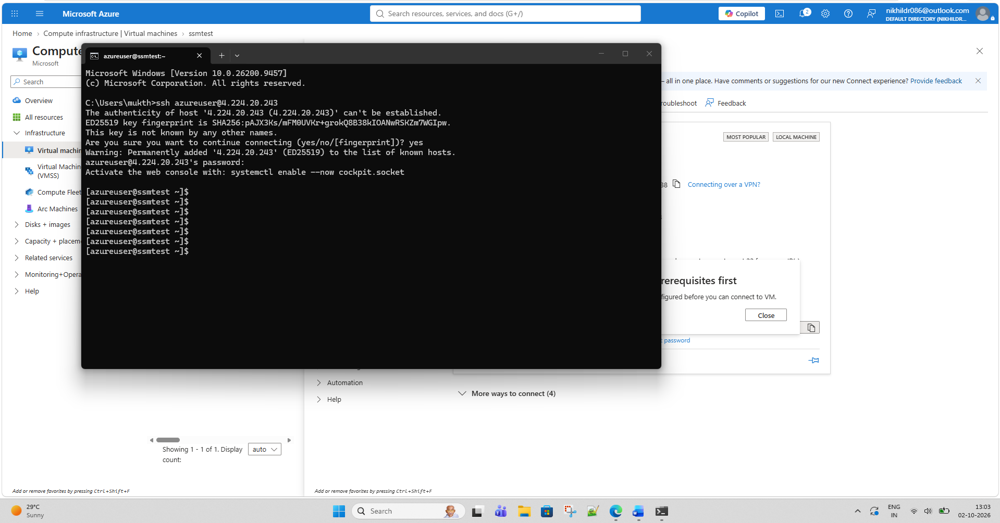 Microsoft Azure
Search resources, services, and docs (G+/)
Copilot
2
nikhildr086@outlook.com
DEFAULT DIRECTORY (NIKHILDR...
Home > Compute infrastructure | Virtual machines > ssmtest
Compute
Microsoft
Search
Overview
All resources
Infrastructure
Virtual machin
Virtual Machin
(VMSS)
Compute Fleet
Arc Machines
Disks + images
Capacity + placem
Related services
Monitoring+Opera
Help
azureuser@ssmtest:~
Microsoft Windows [Version 10.0.26200.9457]
(c) Microsoft Corporation. All rights reserved.
C:\Users\mukth>ssh azureuser@4.224.20.243
The authenticity of host '4.224.20.243 (4.224.20.243)' can't be established.
ED25519 key fingerprint is SHA256:pAJX3Ks/mFM0UVKr+grokQ8B38kIOANwRSKZm7WGIpw.
This key is not known by any other names.
Are you sure you want to continue connecting (yes/no/[fingerprint])? yes
Warning: Permanently added '4.224.20.243' (ED25519) to the list of known hosts.
azureuser@4.224.20.243's password:
Activate the web console with: systemctl enable --now cockpit.socket
[azureuser@ssmtest ~]$
[azureuser@ssmtest ~]$
[azureuser@ssmtest ~]$
[azureuser@ssmtest ~]$
[azureuser@ssmtest ~]$
[azureuser@ssmtest ~]$
[azureuser@ssmtest ~]$
– all in one place. Have comments or suggestions for our new Connect experience? Provide feedback
roubleshoot
Feedback
MOST POPULAR
LOCAL MACHINE
38
Connecting over a VPN?
rerequisites first
figured before you can connect to VM.
Close
password
Automation
Help
More ways to connect (4)
Showing 1 - 1 of 1. Display
count:
auto
Add or remove favorites by pressing Ctrl+Shift+F
Add or remove favorites by pressing Ctrl+Shift+F
29°C
Sunny
Search
ENG
IN
13:03
02-10-2026